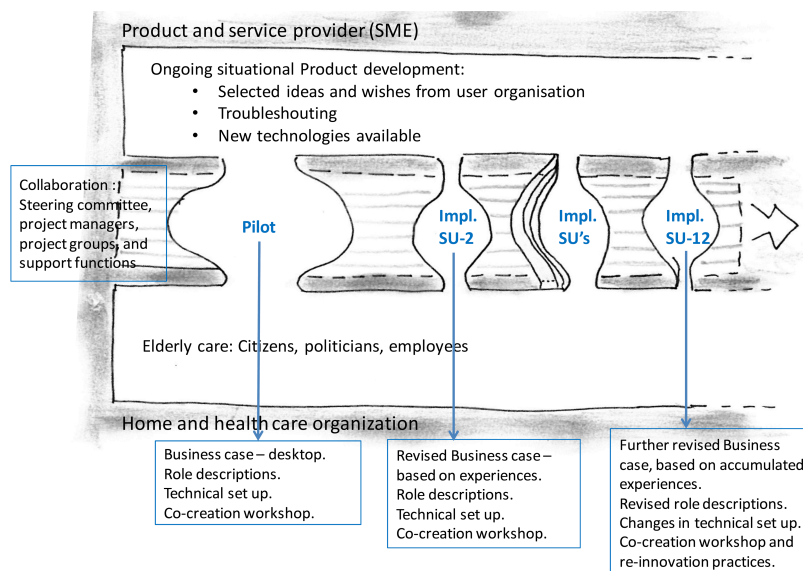 Product and service provider (SME)
Ongoing situational Product development:
• Selected ideas and wishes from user organisation
• Troubleshouting
• New technologies available
Collaboration :
Steering committee,
project managers,
project groups, and
support functions
Pilot
Impl.
SU-2
Impl.
SU's
Impl.
SU-12
Elderly care: Citizens, politicians, employees
Home and health care organization
Business case – desktop.
Role descriptions.
Technical set up.
Co-creation workshop.
Revised Business case –
based on experiences.
Role descriptions.
Technical set up.
Co-creation workshop.
Further revised Business
case, based on accumulated
experiences.
Revised role descriptions.
Changes in technical set up.
Co-creation workshop and
re-innovation practices.